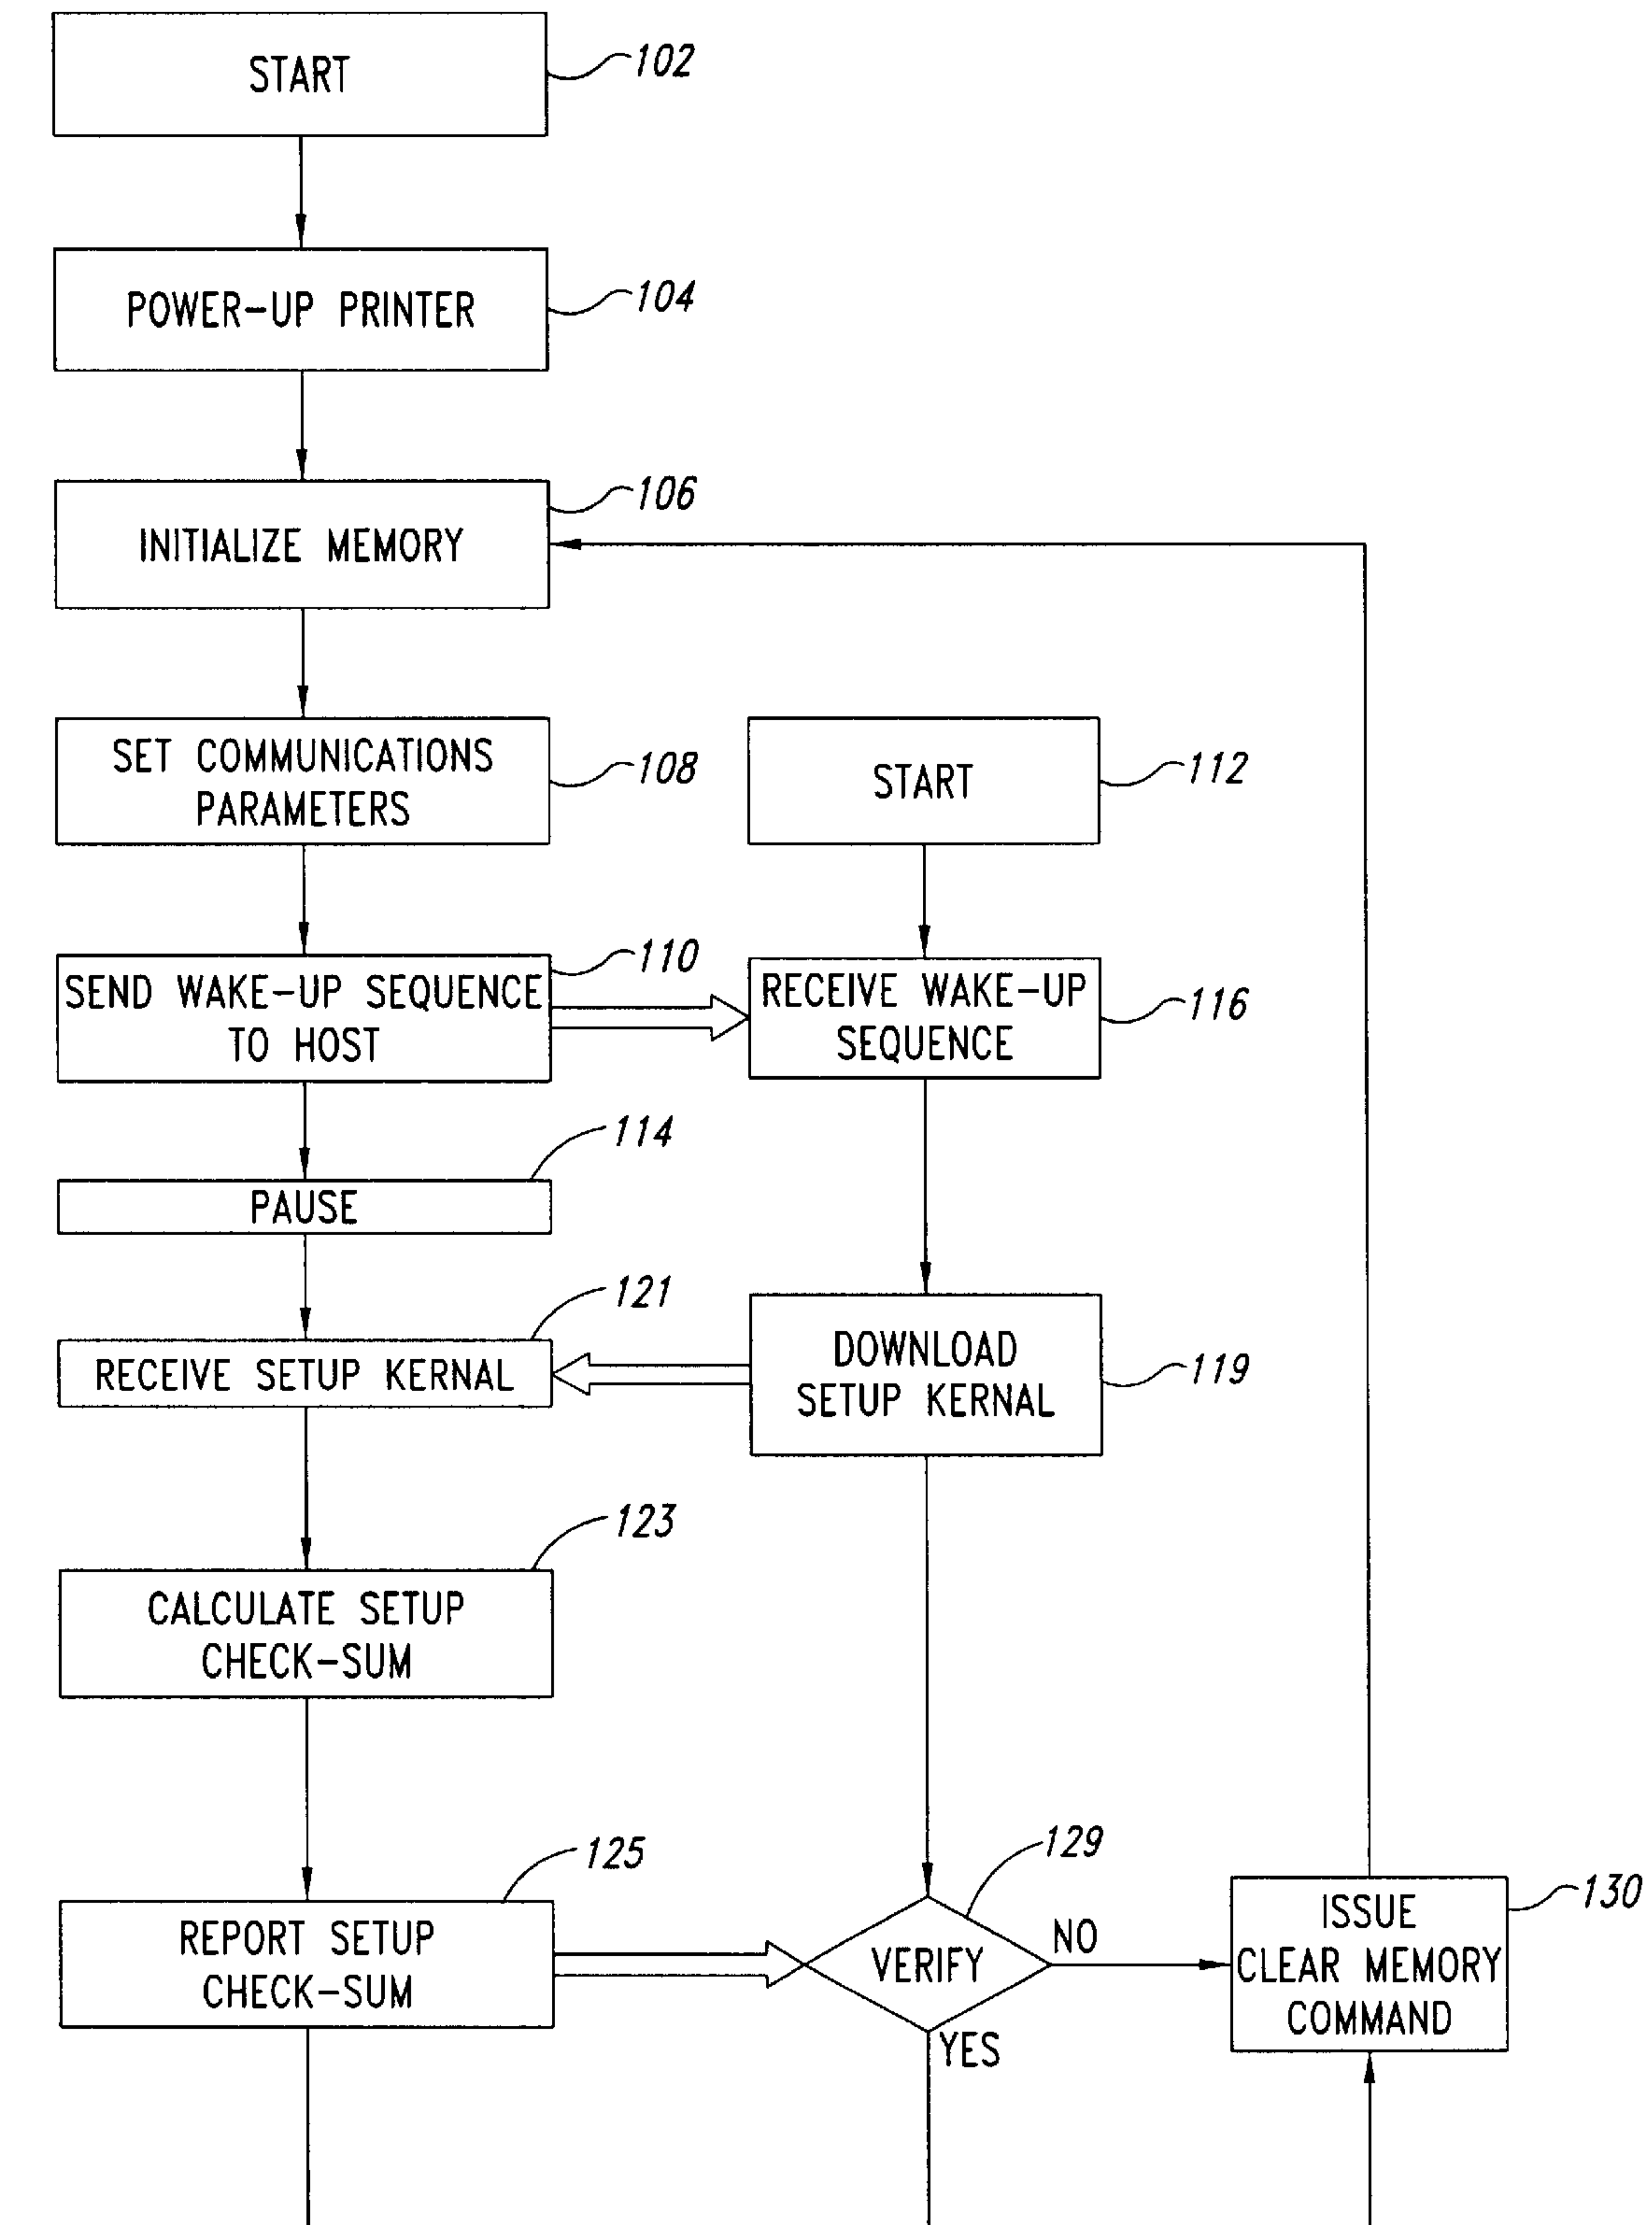 START
102
POWER-UP PRINTER
104
INITIALIZE MEMORY
106
SET COMMUNICATIONS
PARAMETERS
108
START
112
SEND WAKE-UP SEQUENCE
TO HOST
110
RECEIVE WAKE-UP
SEQUENCE
116
PAUSE
114
RECEIVE SETUP KERNAL
121
DOWNLOAD
SETUP KERNAL
119
CALCULATE SETUP
CHECK-SUM
123
REPORT SETUP
CHECK-SUM
125
VERIFY
129
NO
YES
ISSUE
CLEAR MEMORY
COMMAND
130